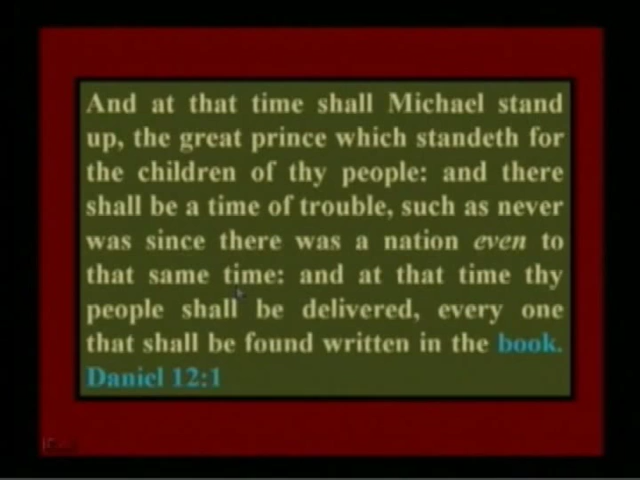 And at that time shall Michael stand
up, the great prince which standeth for
the children of thy people: and there
shall be a time of trouble, such as never
was since there was a nation even to
that same time: and at that time thy
people shall be delivered, every one
that shall be found written in the book.
Daniel 12:1